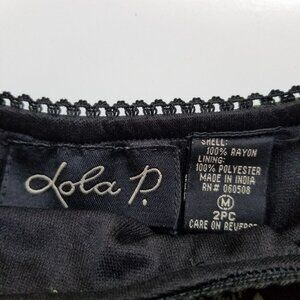 Lola P.
SHELL:
100% RAYON
LINING:
100% POLYESTER
MADE IN INDIA
RN# 060508
M
2PC
CARE ON REVERSE